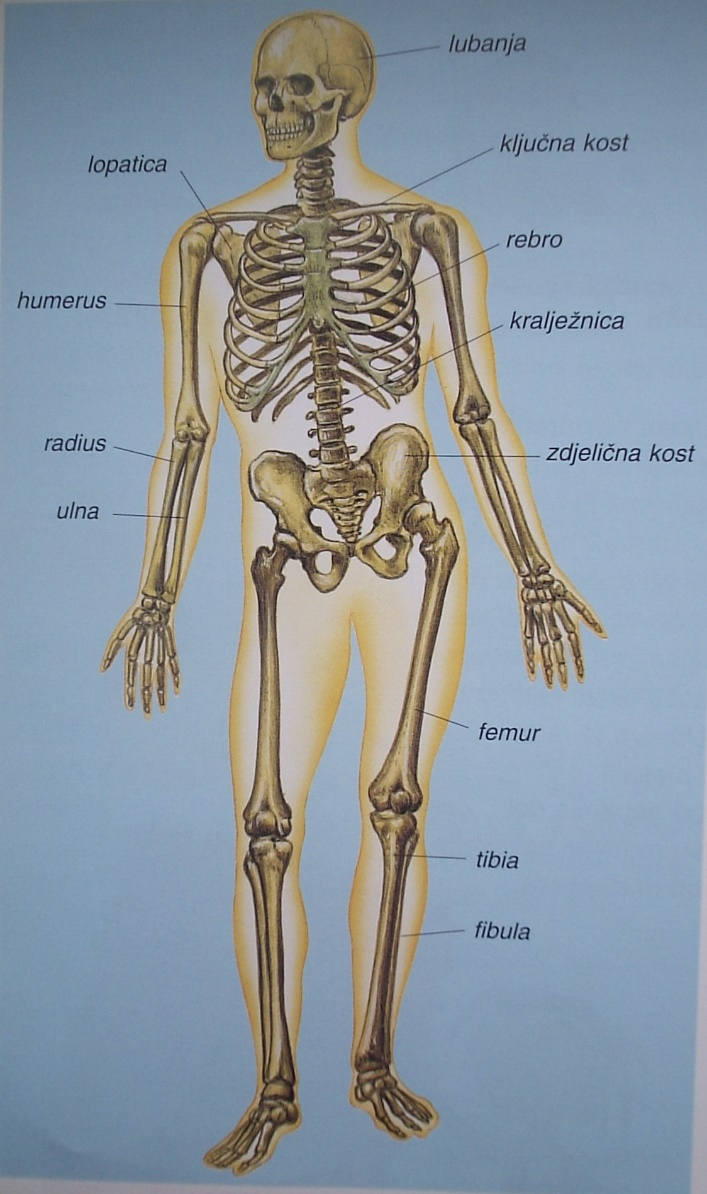 lubanja
ključna kost
lopatica
rebro
humerus
kralježnica
radius
zdjelična kost
ulna
femur
tibia
fibula